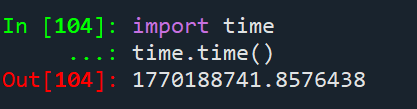 In [104]: import time
     ...: time.time()
Out[104]: 1770188741.8576438